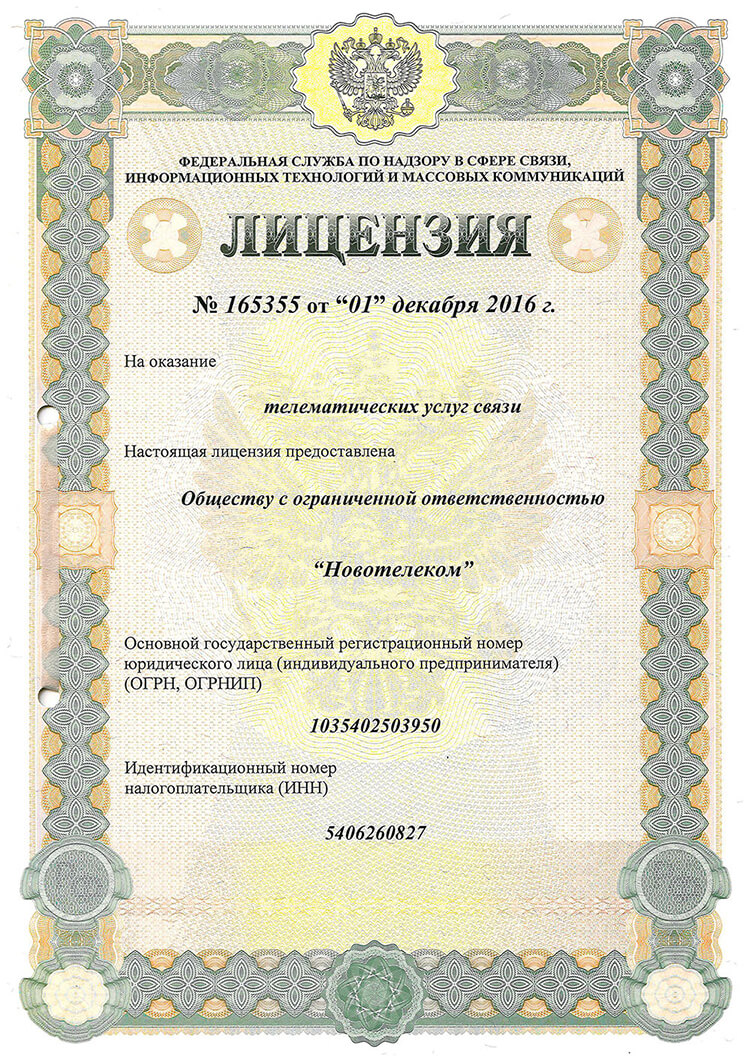 ФЕДЕРАЛЬНАЯ СЛУЖБА ПО НАДЗОРУ В СФЕРЕ СВЯЗИ,
ИНФОРМАЦИОННЫХ ТЕХНОЛОГИЙ И МАССОВЫХ КОММУНИКАЦИЙ
ЛИЦЕНЗИЯ
№ 165355 от “01” декабря 2016 г.
На оказание
телематических услуг связи
Настоящая лицензия предоставлена
Обществу с ограниченной ответственностью
“Новотелеком”
Основной государственный регистрационный номер
юридического лица (индивидуального предпринимателя)
(ОГРН, ОГРНИП)
1035402503950
Идентификационный номер
налогоплательщика (ИНН)
5406260827